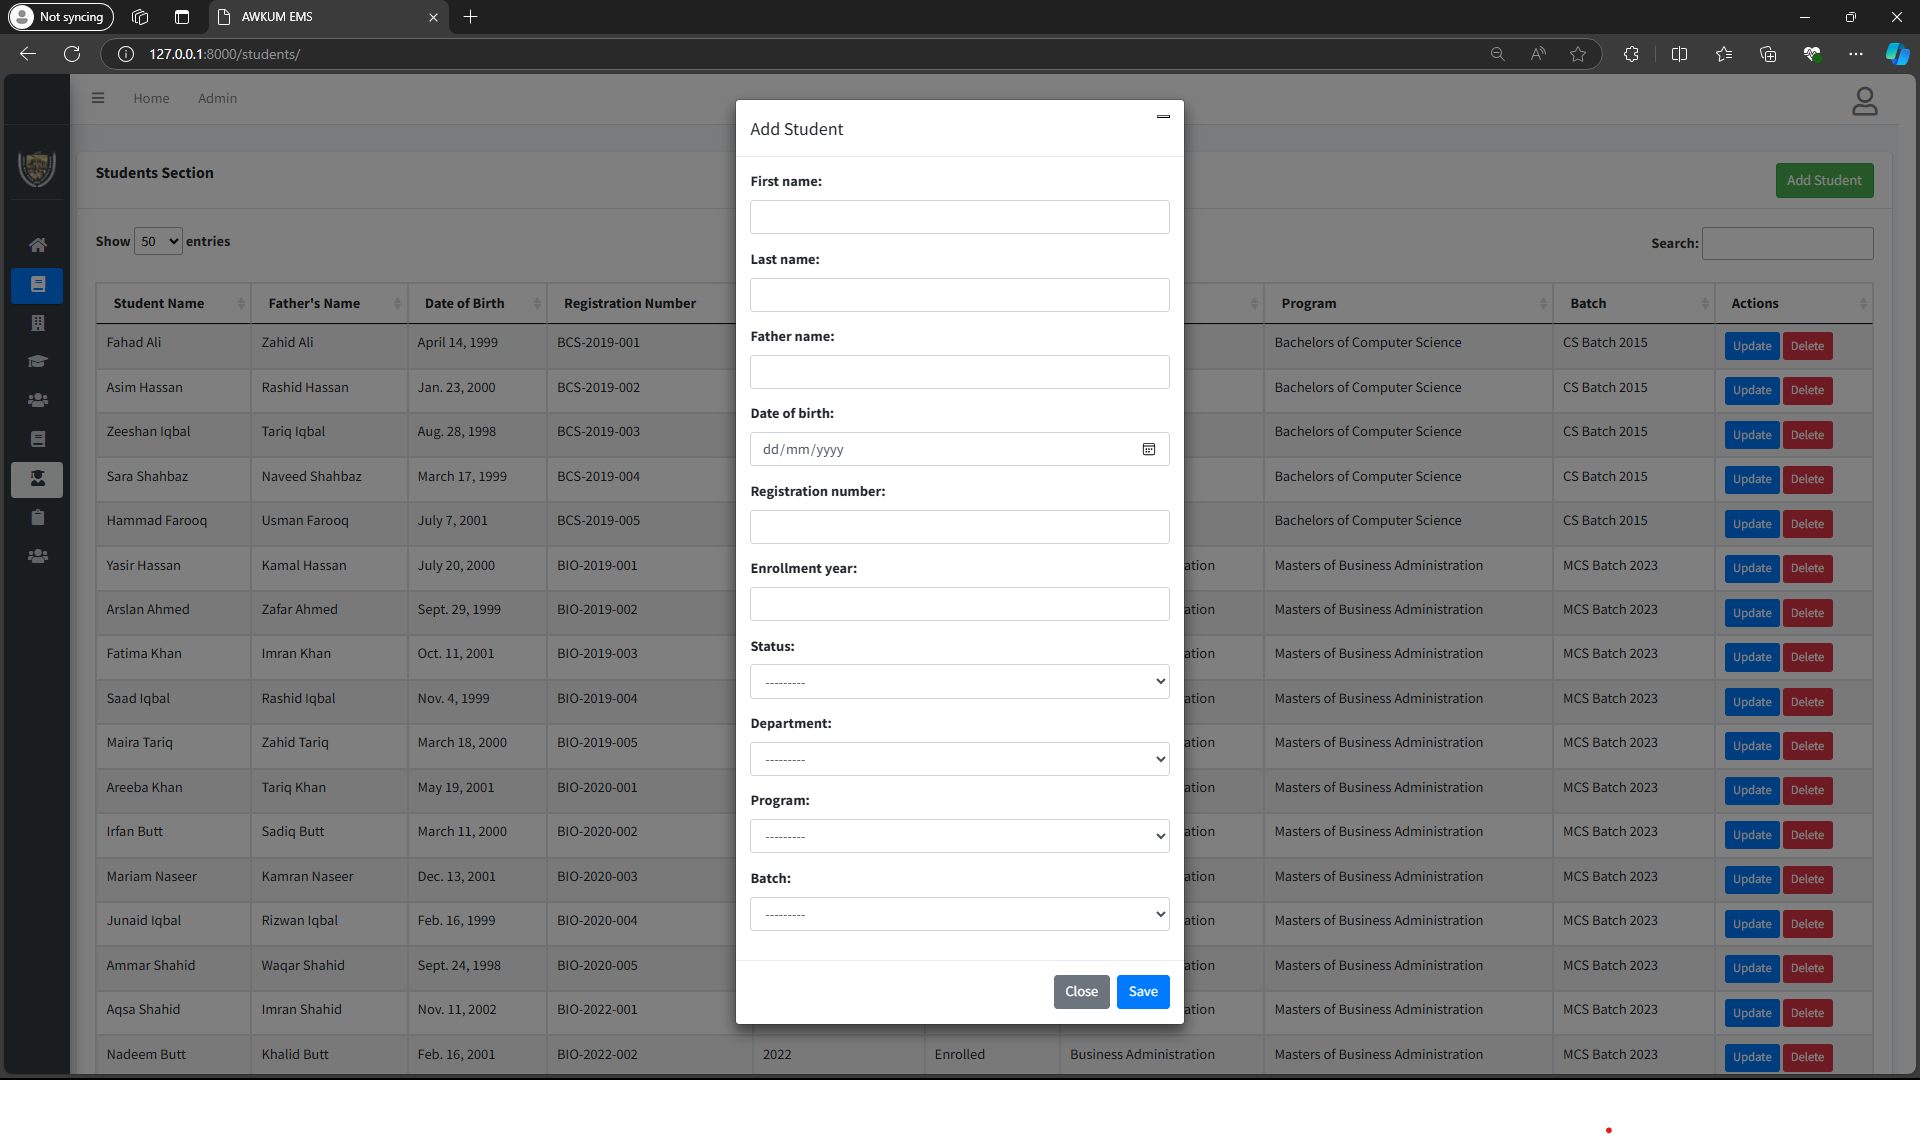 Not syncing
AWKUM EMS
127.0.0.1:8000/students/
Home Admin
Students Section
Add Student
Show 50 entries
Search:
Student Name Father's Name Date of Birth Registration Number Program Batch Actions
Fahad Ali Zahid Ali April 14, 1999 BCS-2019-001 Bachelors of Computer Science CS Batch 2015 Update Delete
Asim Hassan Rashid Hassan Jan. 23, 2000 BCS-2019-002 Bachelors of Computer Science CS Batch 2015 Update Delete
Zeeshan Iqbal Tariq Iqbal Aug. 28, 1998 BCS-2019-003 Bachelors of Computer Science CS Batch 2015 Update Delete
Sara Shahbaz Naveed Shahbaz March 17, 1999 BCS-2019-004 Bachelors of Computer Science CS Batch 2015 Update Delete
Hammad Farooq Usman Farooq July 7, 2001 BCS-2019-005 Bachelors of Computer Science CS Batch 2015 Update Delete
Yasir Hassan Kamal Hassan July 20, 2000 BIO-2019-001 ation Masters of Business Administration MCS Batch 2023 Update Delete
Arslan Ahmed Zafar Ahmed Sept. 29, 1999 BIO-2019-002 ation Masters of Business Administration MCS Batch 2023 Update Delete
Fatima Khan Imran Khan Oct. 11, 2001 BIO-2019-003 ation Masters of Business Administration MCS Batch 2023 Update Delete
Saad Iqbal Rashid Iqbal Nov. 4, 1999 BIO-2019-004 ation Masters of Business Administration MCS Batch 2023 Update Delete
Maira Tariq Zahid Tariq March 18, 2000 BIO-2019-005 ation Masters of Business Administration MCS Batch 2023 Update Delete
Areeba Khan Tariq Khan May 19, 2001 BIO-2020-001 ation Masters of Business Administration MCS Batch 2023 Update Delete
Irfan Butt Sadiq Butt March 11, 2000 BIO-2020-002 ation Masters of Business Administration MCS Batch 2023 Update Delete
Mariam Naseer Kamran Naseer Dec. 13, 2001 BIO-2020-003 ation Masters of Business Administration MCS Batch 2023 Update Delete
Junaid Iqbal Rizwan Iqbal Feb. 16, 1999 BIO-2020-004 ation Masters of Business Administration MCS Batch 2023 Update Delete
Ammar Shahid Waqar Shahid Sept. 24, 1998 BIO-2020-005 ation Masters of Business Administration MCS Batch 2023 Update Delete
Aqsa Shahid Imran Shahid Nov. 11, 2002 BIO-2022-001 ation Masters of Business Administration MCS Batch 2023 Update Delete
Nadeem Butt Khalid Butt Feb. 16, 2001 BIO-2022-002 2022 Enrolled Business Administration Masters of Business Administration MCS Batch 2023 Update Delete
Add Student
First name:
Last name:
Father name:
Date of birth:
dd/mm/yyyy
Registration number:
Enrollment year:
Status:
---------
Department:
---------
Program:
---------
Batch:
---------
Close Save